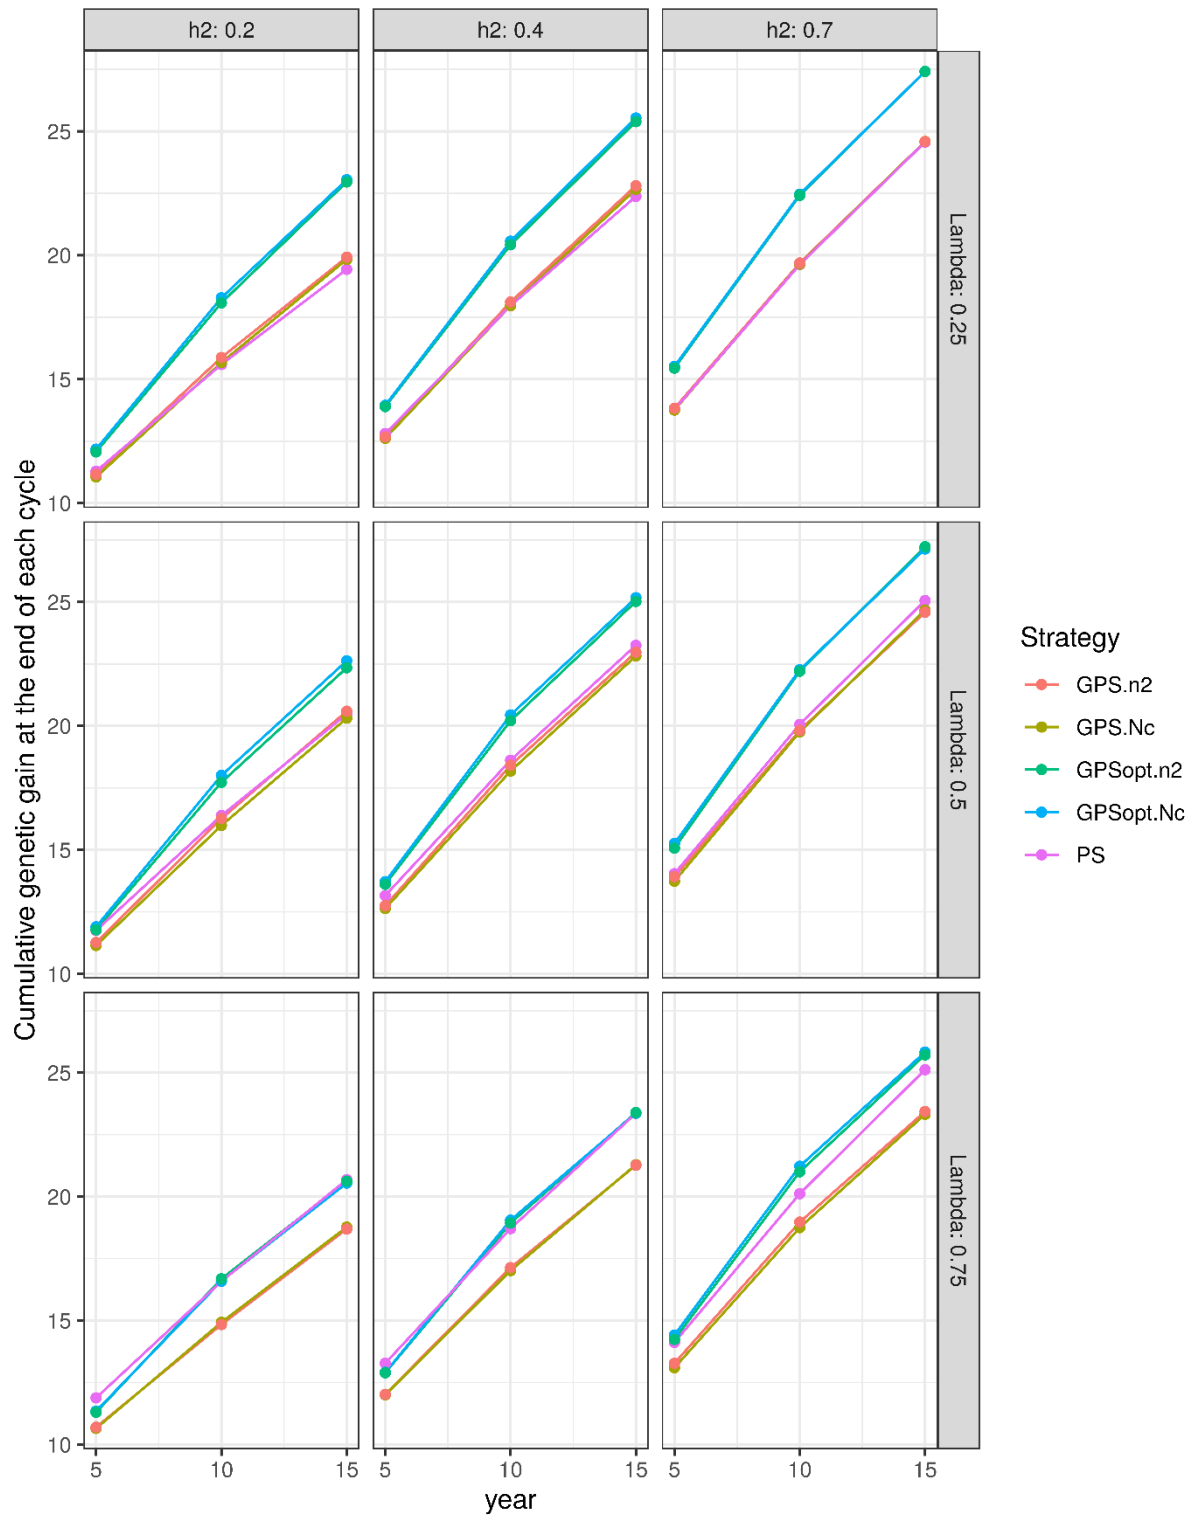 h2: 0.2
h2: 0.4
h2: 0.7
Cumulative genetic gain at the end of each cycle
25
20
15
10
Lambda: 0.25
25
20
15
10
Lambda: 0.5
25
20
15
10
Lambda: 0.75
5
10
15
5
10
15
5
10
15
year
Strategy
GPS.n2
GPS.Nc
GPSopt.n2
GPSopt.Nc
PS